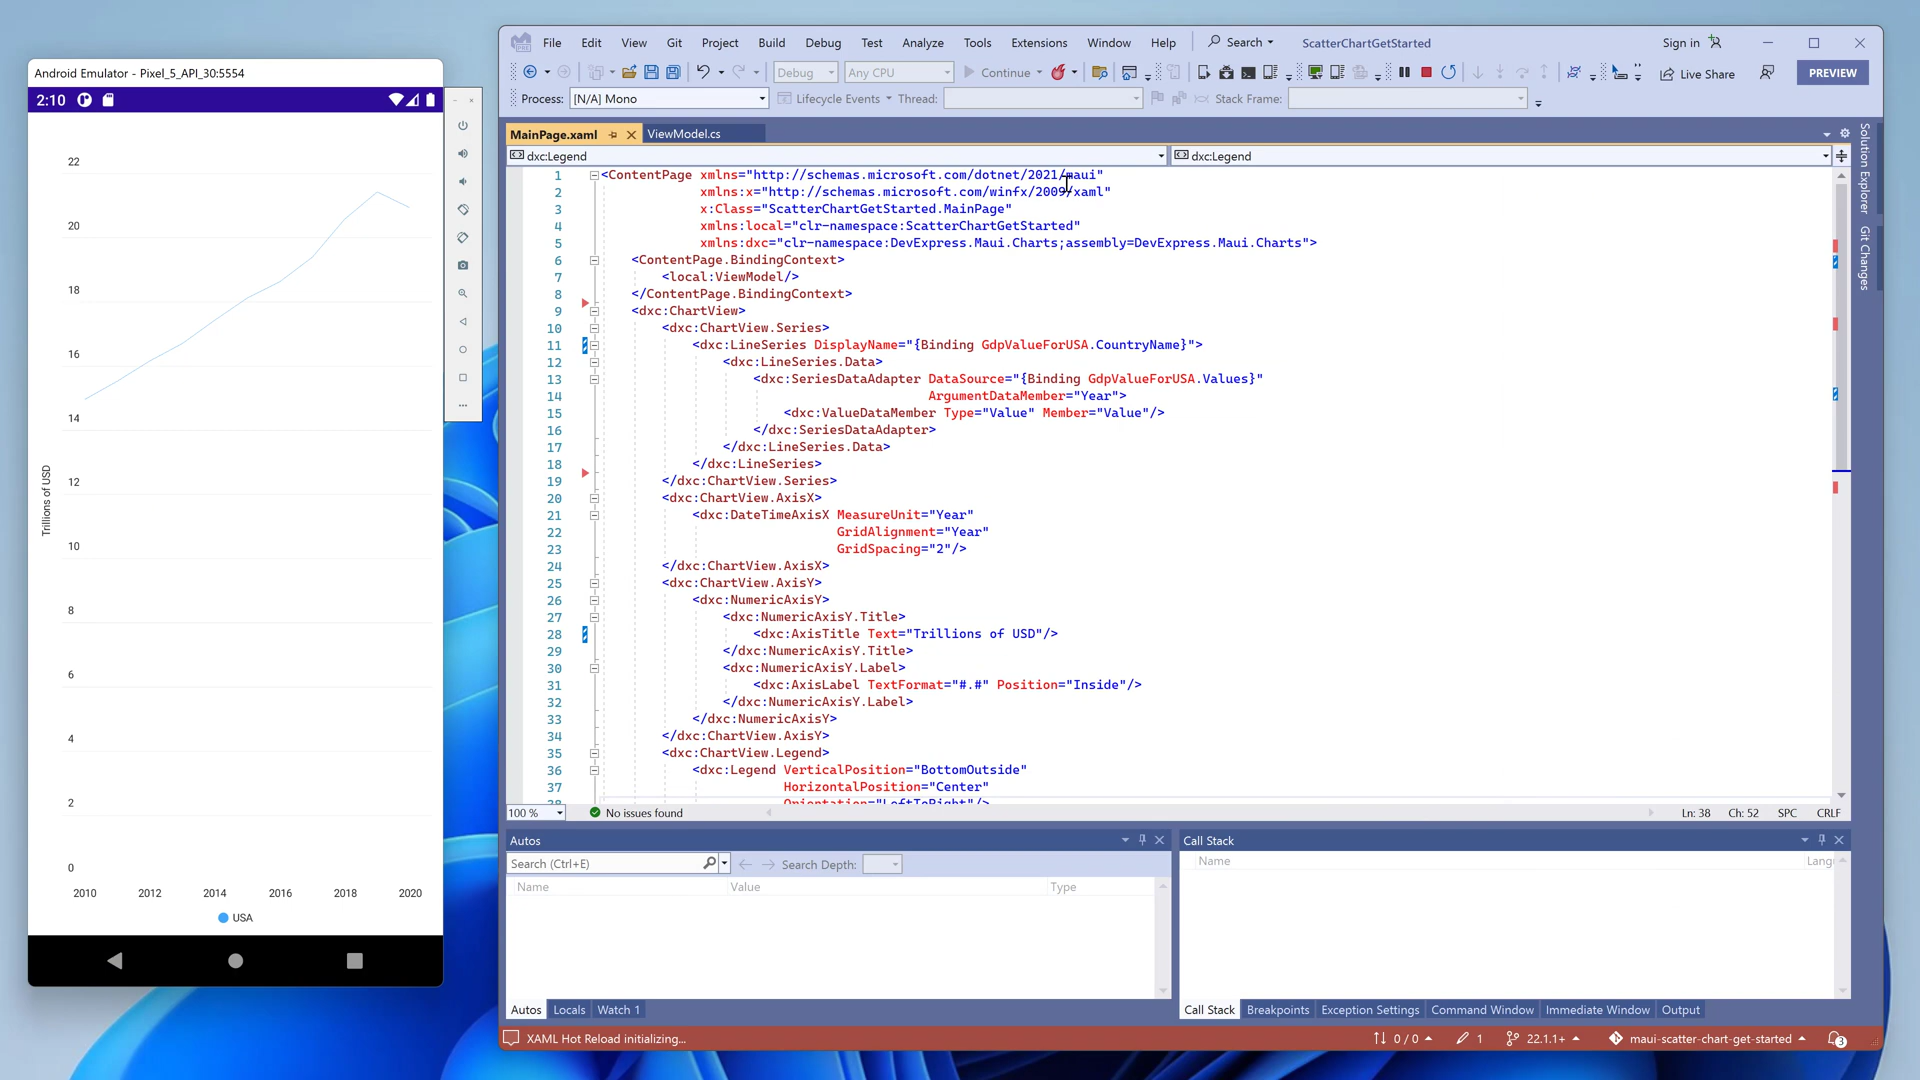 Android Emulator - Pixel_5_API_30:5554
2:10
22
20
18
16
14
12
10
8
6
4
2
0
Trillions of USD
2010 2012 2014 2016 2018 2020
USA
File Edit View Git Project Build Debug Test Analyze Tools Extensions Window Help Search ScatterChartGetStarted Sign in
Debug Any CPU Continue Live Share PREVIEW
Process: [N/A] Mono Lifecycle Events Thread: Stack Frame:
MainPage.xaml ViewModel.cs
dxc:Legend dxc:Legend
1 <ContentPage xmlns="http://schemas.microsoft.com/dotnet/2021/maui"
2 xmlns:x="http://schemas.microsoft.com/winfx/2009/xaml"
3 x:Class="ScatterChartGetStarted.MainPage"
4 xmlns:local="clr-namespace:ScatterChartGetStarted"
5 xmlns:dxc="clr-namespace:DevExpress.Maui.Charts;assembly=DevExpress.Maui.Charts">
6 <ContentPage.BindingContext>
7 <local:ViewModel/>
8 </ContentPage.BindingContext>
9 <dxc:ChartView>
10 <dxc:ChartView.Series>
11 <dxc:LineSeries DisplayName="{Binding GdpValueForUSA.CountryName}">
12 <dxc:LineSeries.Data>
13 <dxc:SeriesDataAdapter DataSource="{Binding GdpValueForUSA.Values}"
14 ArgumentDataMember="Year">
15 <dxc:ValueDataMember Type="Value" Member="Value"/>
16 </dxc:SeriesDataAdapter>
17 </dxc:LineSeries.Data>
18 </dxc:LineSeries>
19 </dxc:ChartView.Series>
20 <dxc:ChartView.AxisX>
21 <dxc:DateTimeAxisX MeasureUnit="Year"
22 GridAlignment="Year"
23 GridSpacing="2"/>
24 </dxc:ChartView.AxisX>
25 <dxc:ChartView.AxisY>
26 <dxc:NumericAxisY>
27 <dxc:NumericAxisY.Title>
28 <dxc:AxisTitle Text="Trillions of USD"/>
29 </dxc:NumericAxisY.Title>
30 <dxc:NumericAxisY.Label>
31 <dxc:AxisLabel TextFormat="#.#" Position="Inside"/>
32 </dxc:NumericAxisY.Label>
33 </dxc:NumericAxisY>
34 </dxc:ChartView.AxisY>
35 <dxc:ChartView.Legend>
36 <dxc:Legend VerticalPosition="BottomOutside"
37 HorizontalPosition="Center"
38 Orientation="LeftToRight"/>
100 % No issues found Ln: 38 Ch: 52 SPC CRLF
Solution Explorer
Git Changes
Autos
Search (Ctrl+E) Search Depth:
Name Value Type
Autos Locals Watch 1
Call Stack
Name Lang
Call Stack Breakpoints Exception Settings Command Window Immediate Window Output
XAML Hot Reload initializing... 0 / 0 1 22.1.1+ maui-scatter-chart-get-started 3